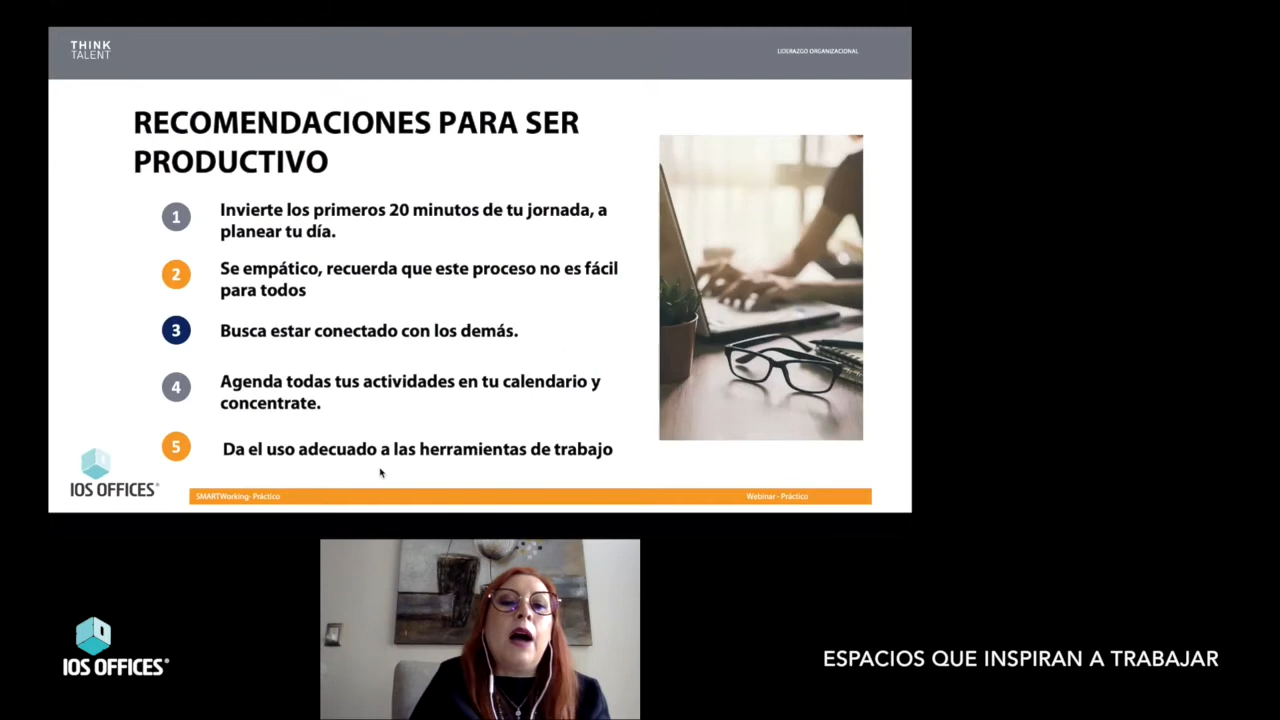 THINK
TALENT
LIDERAZGO ORGANIZACIONAL
RECOMENDACIONES PARA SER
PRODUCTIVO
1
Invierte los primeros 20 minutos de tu jornada, a
planear tu día.
2
Se empático, recuerda que este proceso no es fácil
para todos
3
Busca estar conectado con los demás.
4
Agenda todas tus actividades en tu calendario y
concentrate.
5
Da el uso adecuado a las herramientas de trabajo
IOS OFFICES®
SMARTWorking- Práctico
Webinar - Práctico
IOS OFFICES®
ESPACIOS QUE INSPIRAN A TRABAJAR